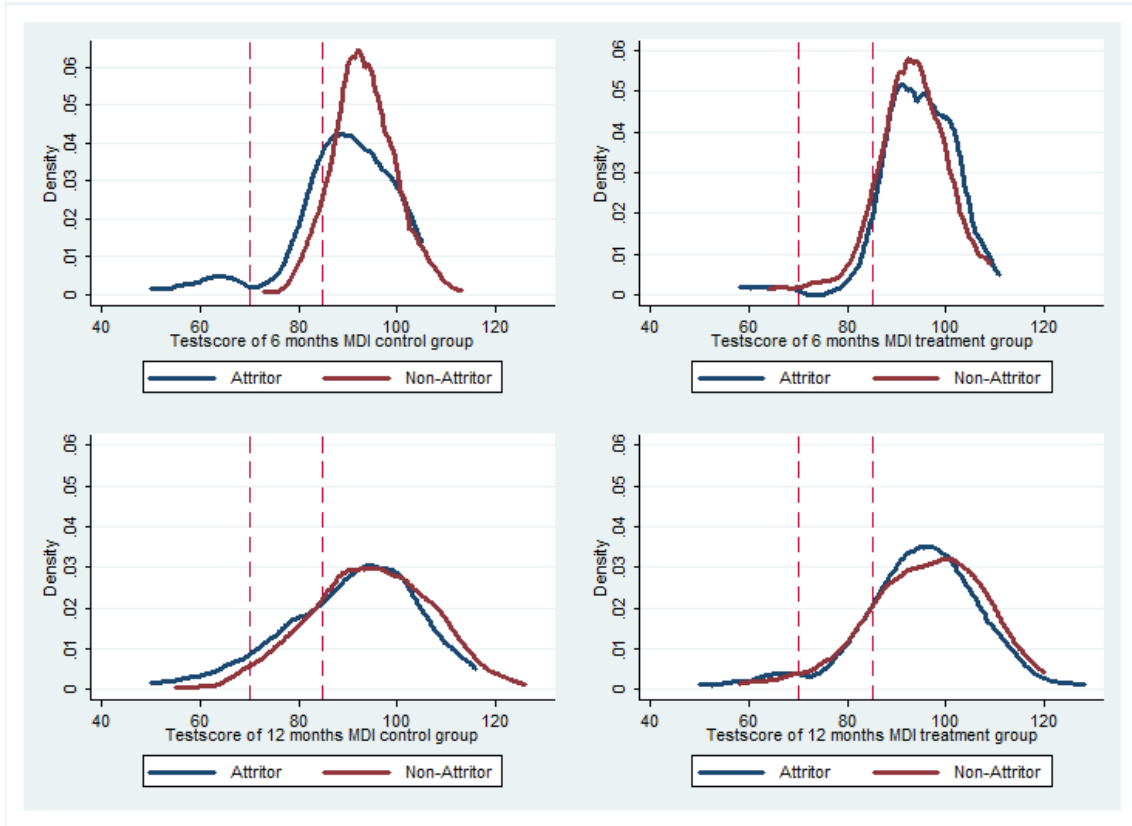 Density
.06
.05
.04
.03
.02
.01
0
40 60 80 100 120
Testscore of 6 months MDI control group
Attritor Non-Attritor
Density
.06
.05
.04
.03
.02
.01
0
40 60 80 100 120
Testscore of 6 months MDI treatment group
Attritor Non-Attritor
Density
.06
.05
.04
.03
.02
.01
0
40 60 80 100 120
Testscore of 12 months MDI control group
Attritor Non-Attritor
Density
.06
.05
.04
.03
.02
.01
0
40 60 80 100 120
Testscore of 12 months MDI treatment group
Attritor Non-Attritor